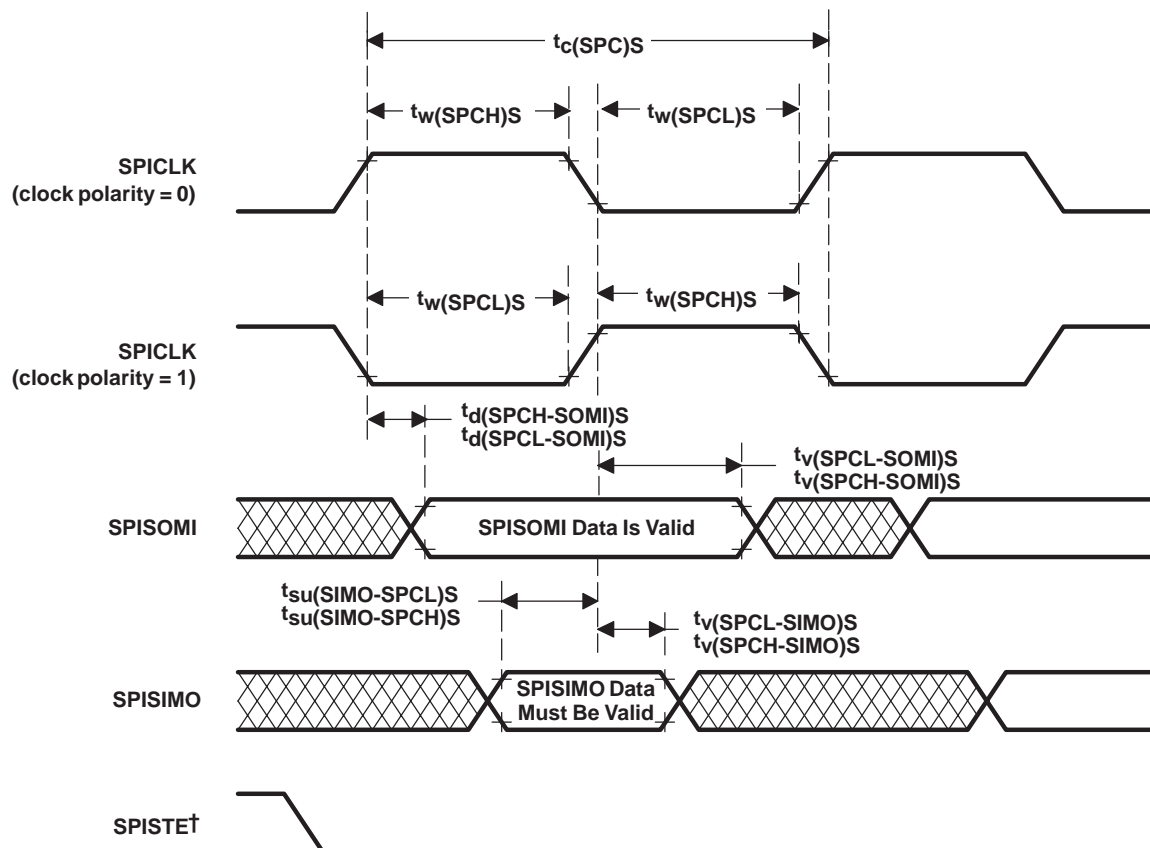 tc(SPC)S
tw(SPCH)S
tw(SPCL)S
SPICLK
(clock polarity = 0)
tw(SPCL)S
tw(SPCH)S
SPICLK
(clock polarity = 1)
td(SPCH-SOMI)S
td(SPCL-SOMI)S
tv(SPCL-SOMI)S
tv(SPCH-SOMI)S
SPISOMI
SPISOMI Data Is Valid
tsu(SIMO-SPCL)S
tsu(SIMO-SPCH)S
tv(SPCL-SIMO)S
tv(SPCH-SIMO)S
SPISIMO
SPISIMO Data
Must Be Valid
SPISTE†